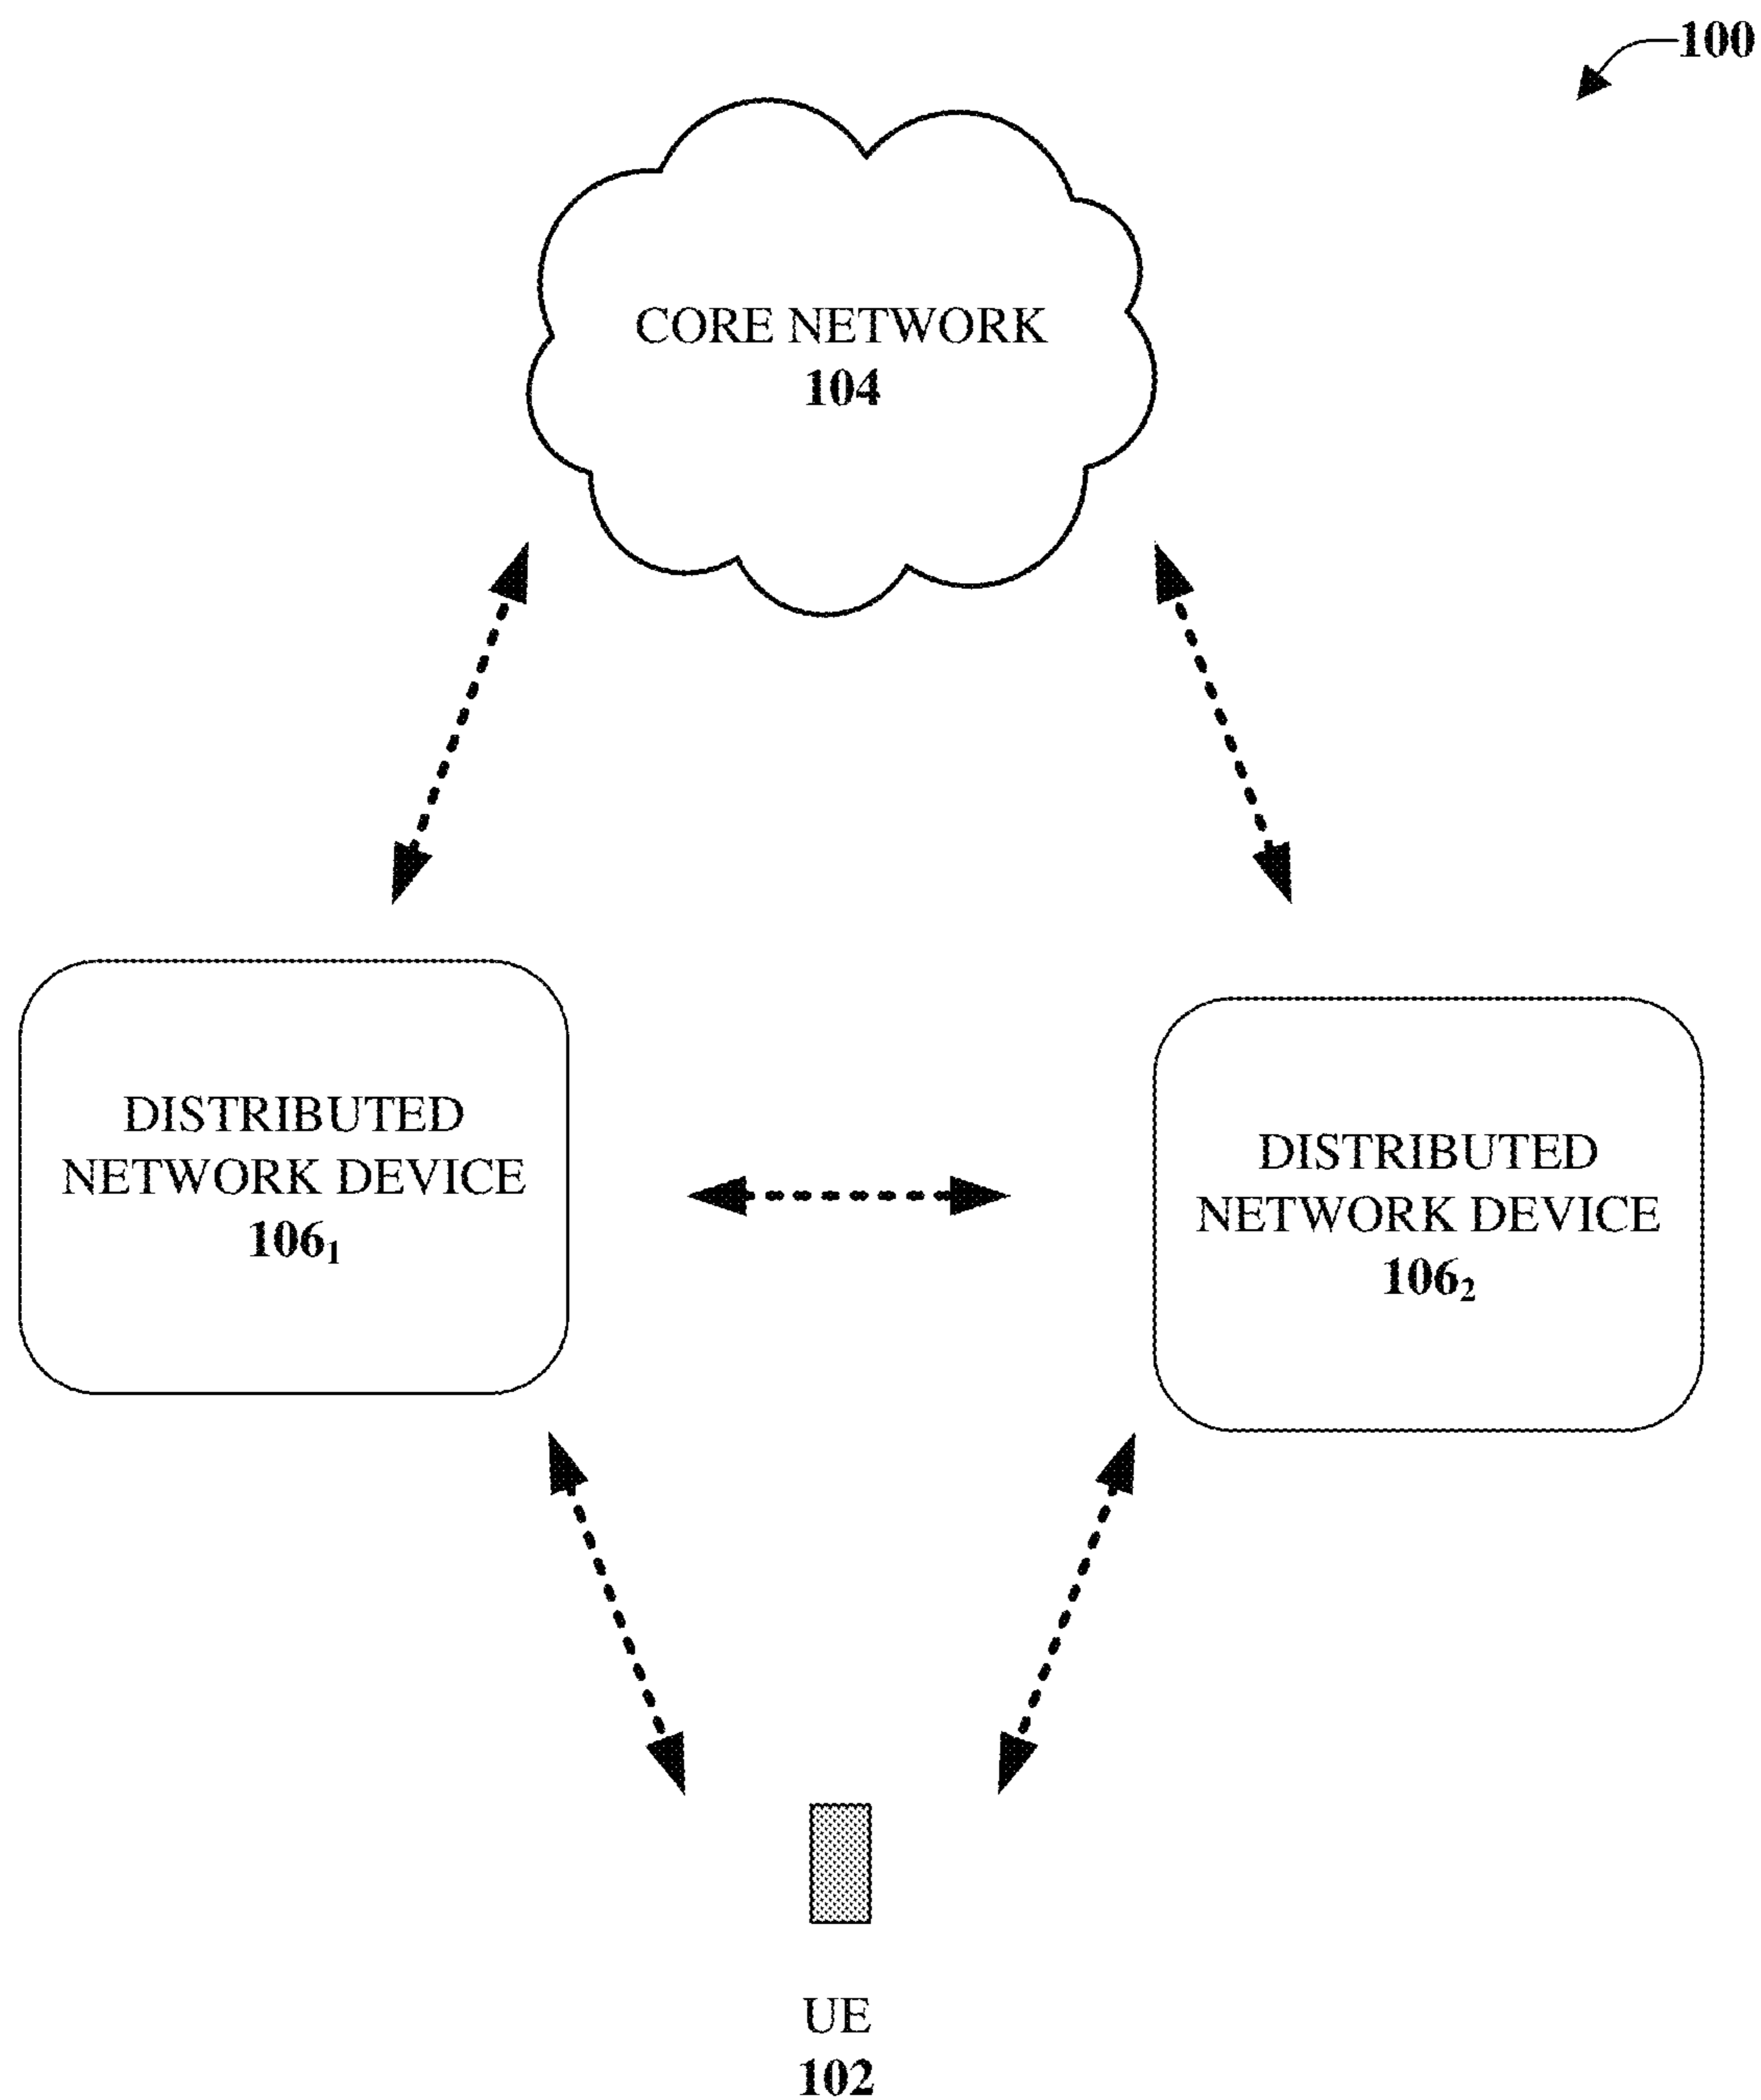 100
CORE NETWORK
104
DISTRIBUTED
NETWORK DEVICE
106₁
DISTRIBUTED
NETWORK DEVICE
106₂
UE
102